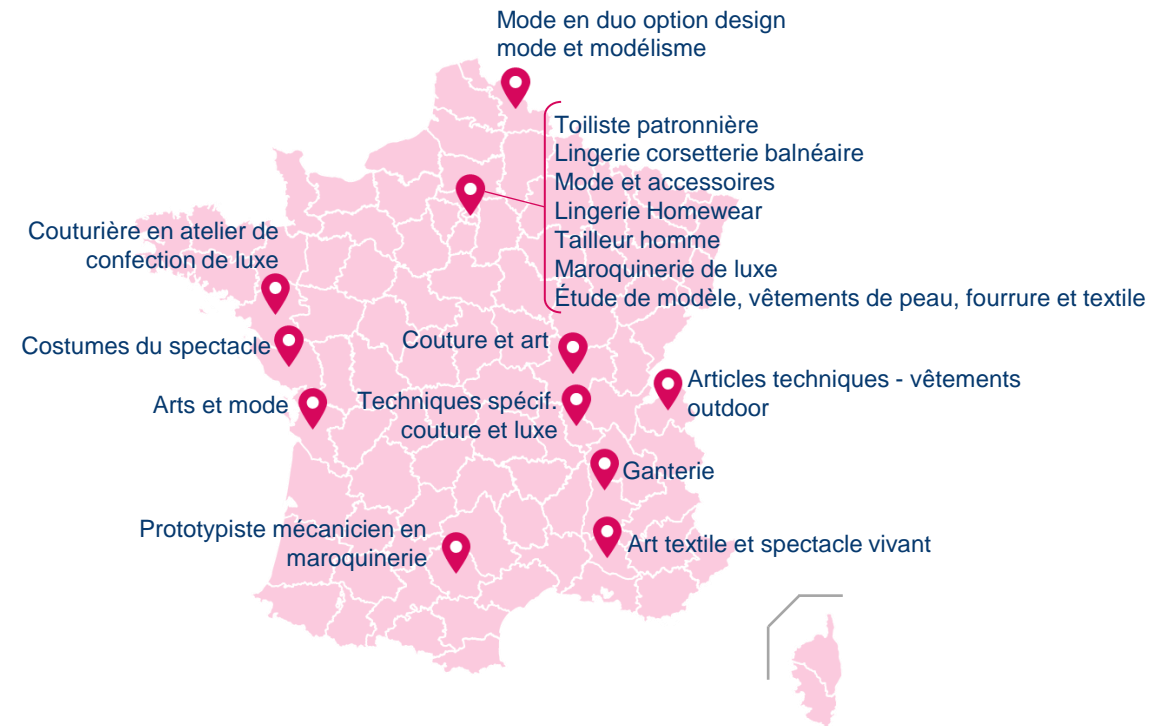 Mode en duo option design
mode et modélisme
Toiliste patronnière
Lingerie corsetterie balnéaire
Mode et accessoires
Lingerie Homewear
Tailleur homme
Maroquinerie de luxe
Étude de modèle, vêtements de peau, fourrure et textile
Couturière en atelier de
confection de luxe
Costumes du spectacle
Couture et art
Arts et mode
Techniques spécif.
couture et luxe
Articles techniques - vêtements
outdoor
Ganterie
Prototypiste mécanicien en
maroquinerie
Art textile et spectacle vivant